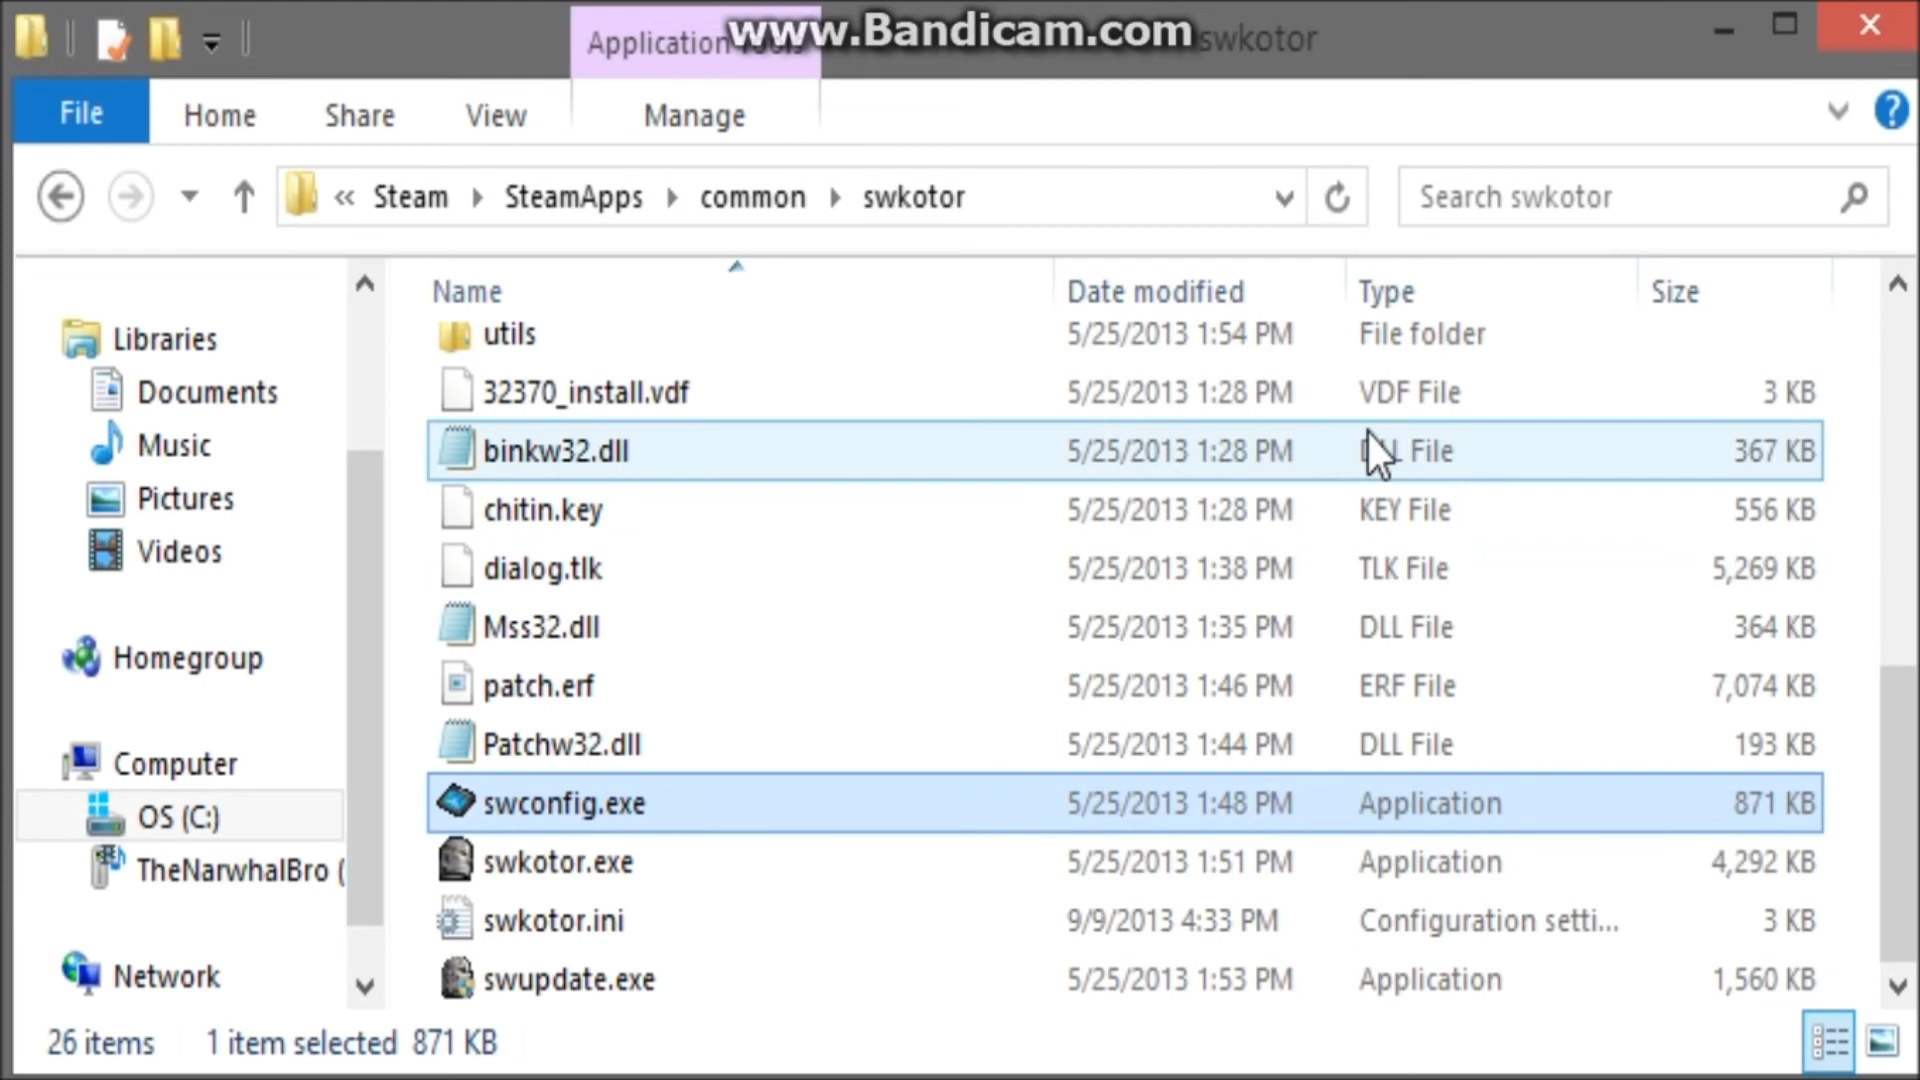 Application
www.Bandicam.com
swkotor
File Home Share View Manage
Steam SteamApps common swkotor
Search swkotor
Name Date modified Type Size
utils 5/25/2013 1:54 PM File folder
32370_install.vdf 5/25/2013 1:28 PM VDF File 3 KB
binkw32.dll 5/25/2013 1:28 PM File 367 KB
chitin.key 5/25/2013 1:28 PM KEY File 556 KB
dialog.tlk 5/25/2013 1:38 PM TLK File 5,269 KB
Mss32.dll 5/25/2013 1:35 PM DLL File 364 KB
patch.erf 5/25/2013 1:46 PM ERF File 7,074 KB
Patchw32.dll 5/25/2013 1:44 PM DLL File 193 KB
swconfig.exe 5/25/2013 1:48 PM Application 871 KB
swkotor.exe 5/25/2013 1:51 PM Application 4,292 KB
swkotor.ini 9/9/2013 4:33 PM Configuration setti... 3 KB
swupdate.exe 5/25/2013 1:53 PM Application 1,560 KB
Libraries
Documents
Music
Pictures
Videos
Homegroup
Computer
OS (C:)
TheNarwhalBro (
Network
26 items 1 item selected 871 KB